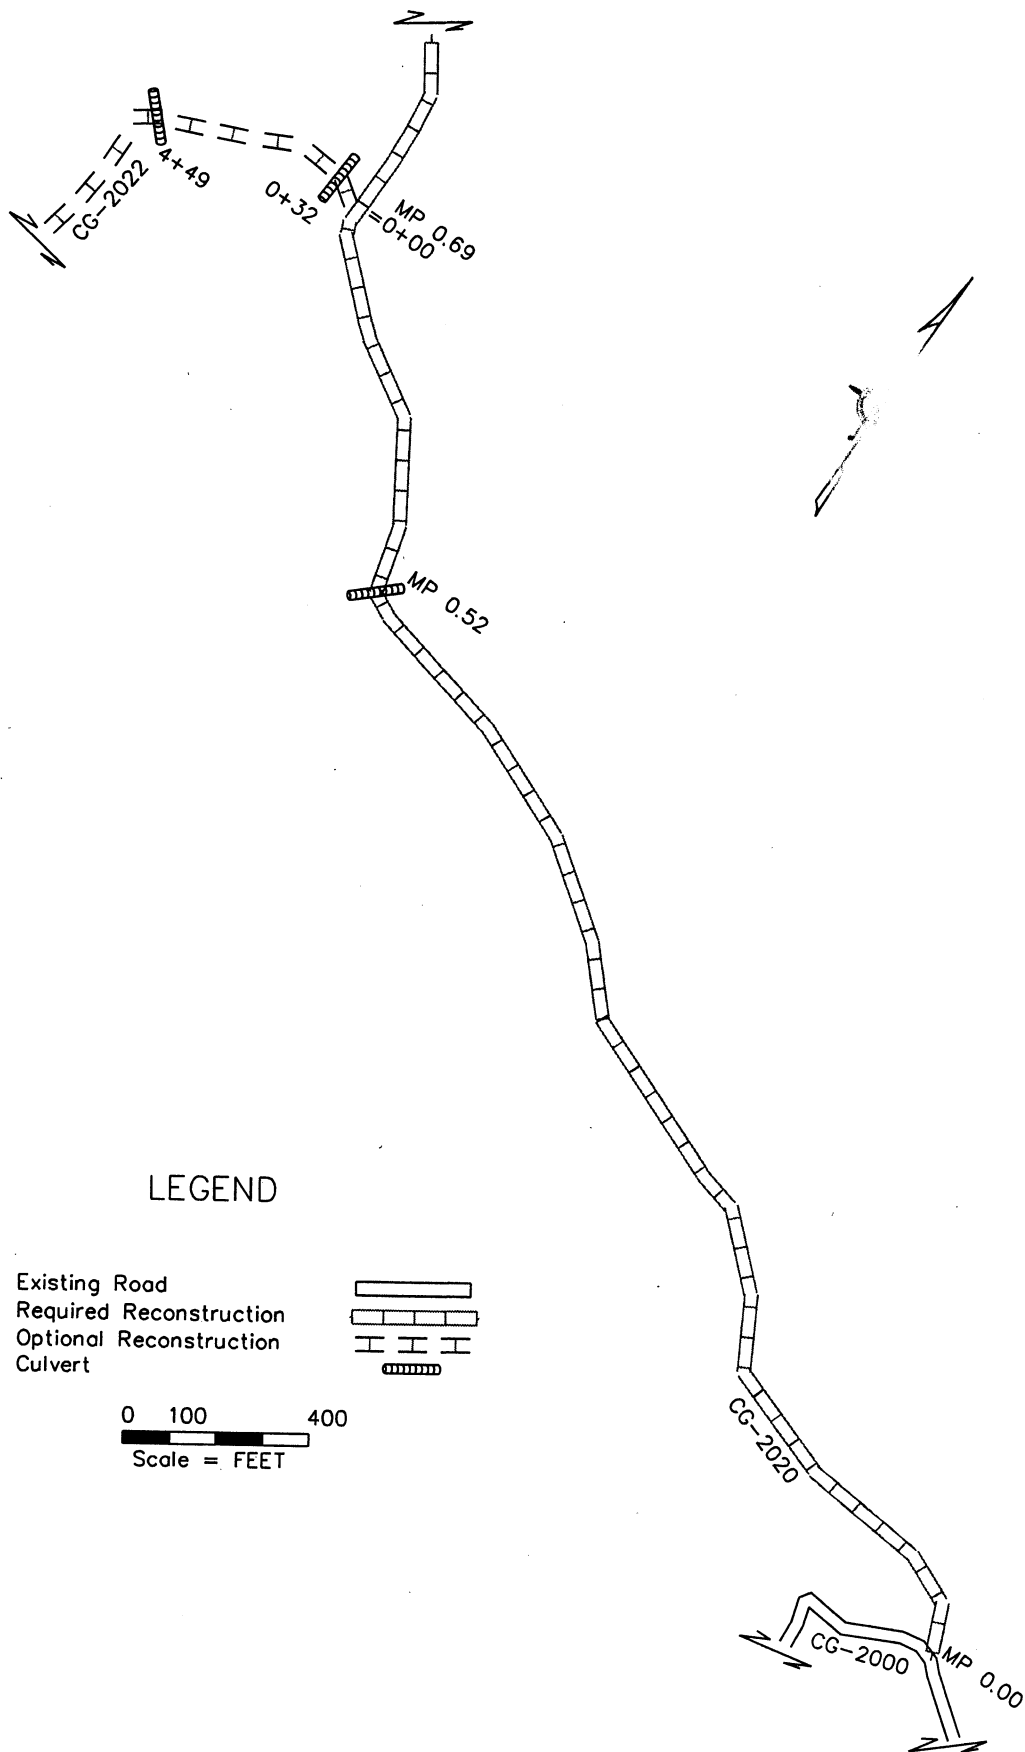 4+49
CG-2022
0+32
MP 0.69
=0+00
MP 0.52
LEGEND
Existing Road
Required Reconstruction
Optional Reconstruction
Culvert
0 100 400
Scale = FEET
CG-2020
CG-2000
MP 0.00